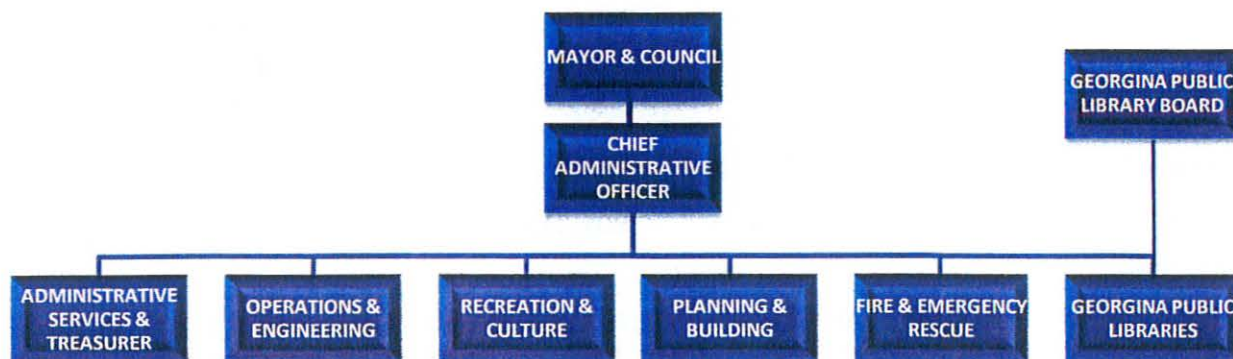 MAYOR & COUNCIL
GEORGINA PUBLIC
LIBRARY BOARD
CHIEF
ADMINISTRATIVE
OFFICER
ADMINISTRATIVE
SERVICES &
TREASURER
OPERATIONS &
ENGINEERING
RECREATION &
CULTURE
PLANNING &
BUILDING
FIRE & EMERGENCY
RESCUE
GEORGINA PUBLIC
LIBRARIES